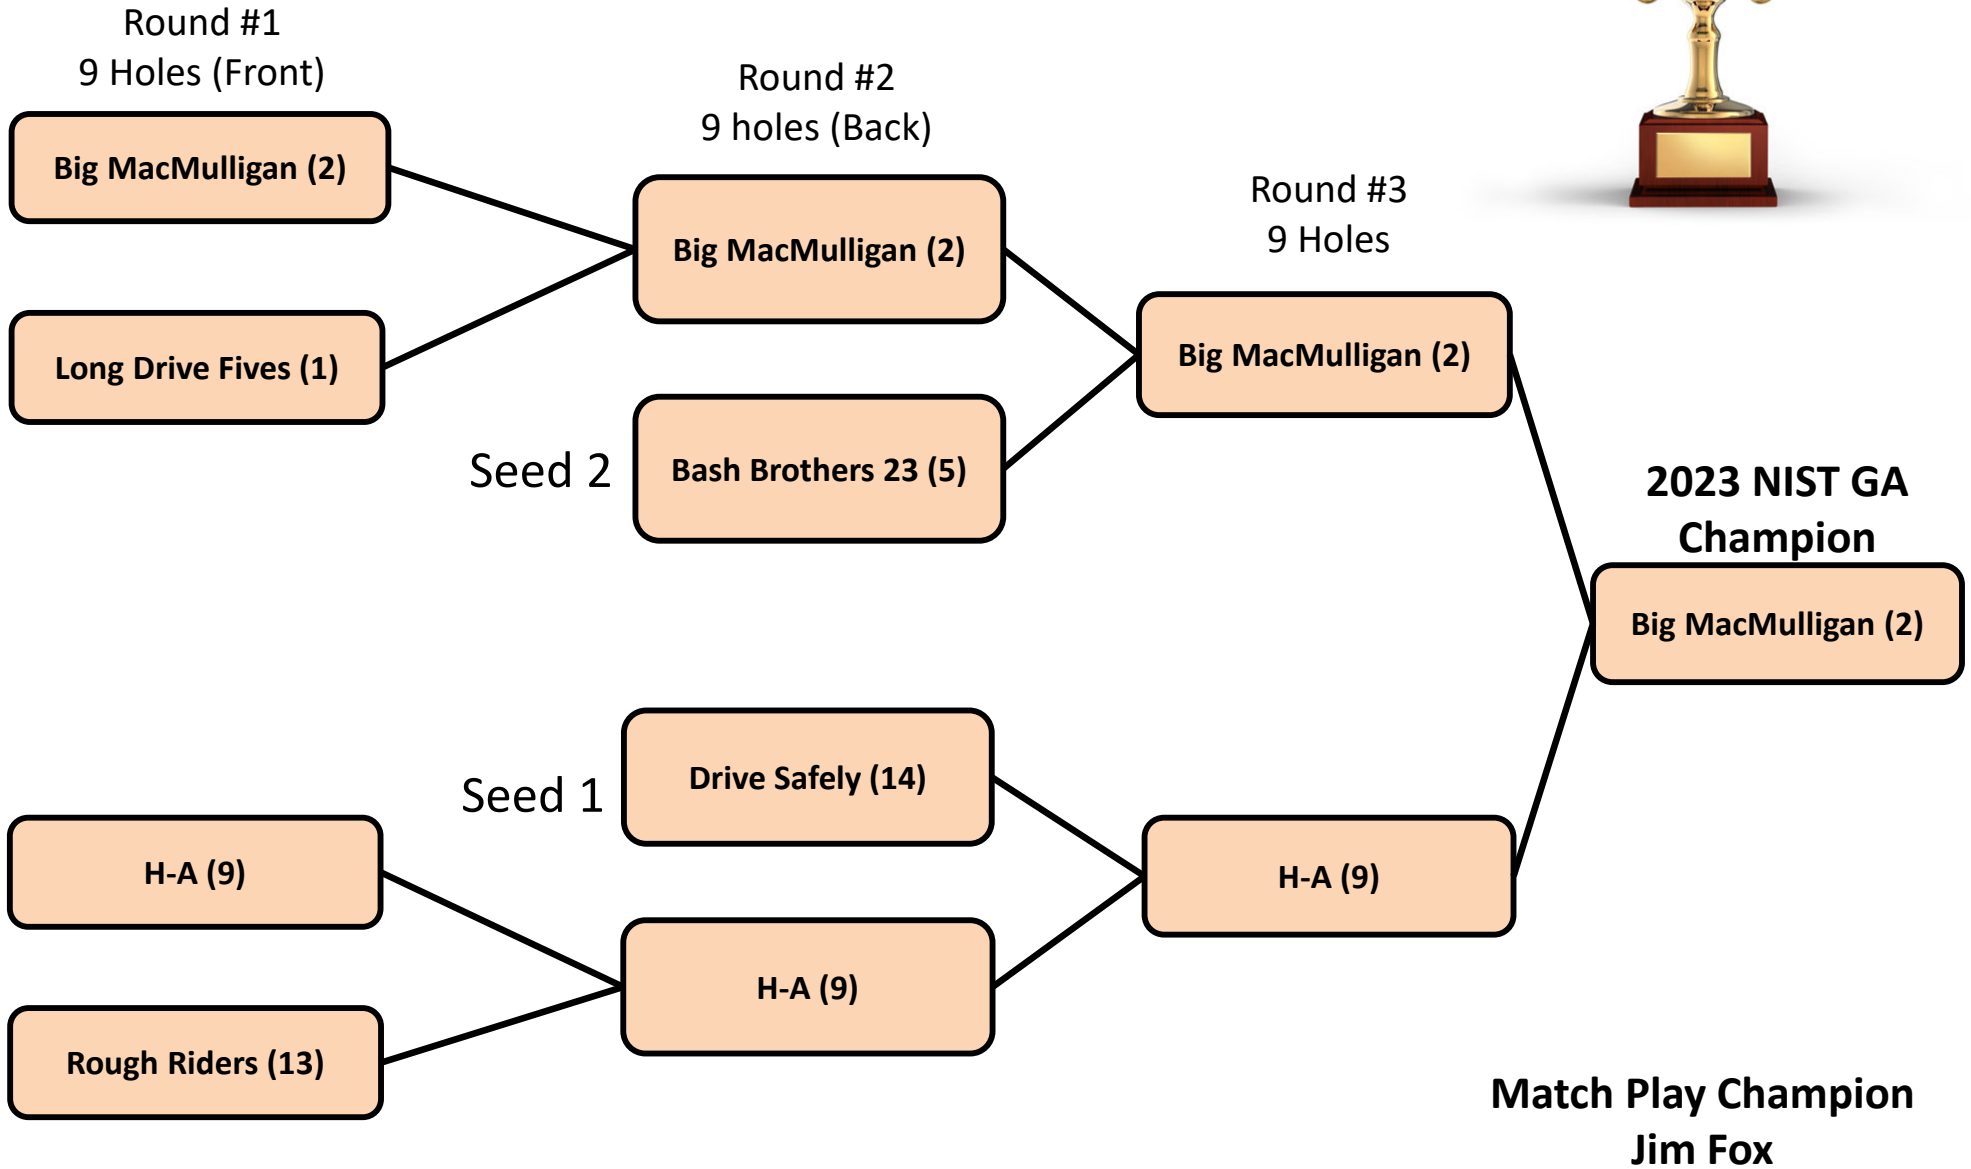 Round #1
9 Holes (Front)
Big MacMulligan (2)
Long Drive Fives (1)
Round #2
9 holes (Back)
Big MacMulligan (2)
Seed 2
Bash Brothers 23 (5)
Round #3
9 Holes
Big MacMulligan (2)
2023 NIST GA
Champion
Big MacMulligan (2)
Seed 1
Drive Safely (14)
H-A (9)
H-A (9)
H-A (9)
Rough Riders (13)
Match Play Champion
Jim Fox